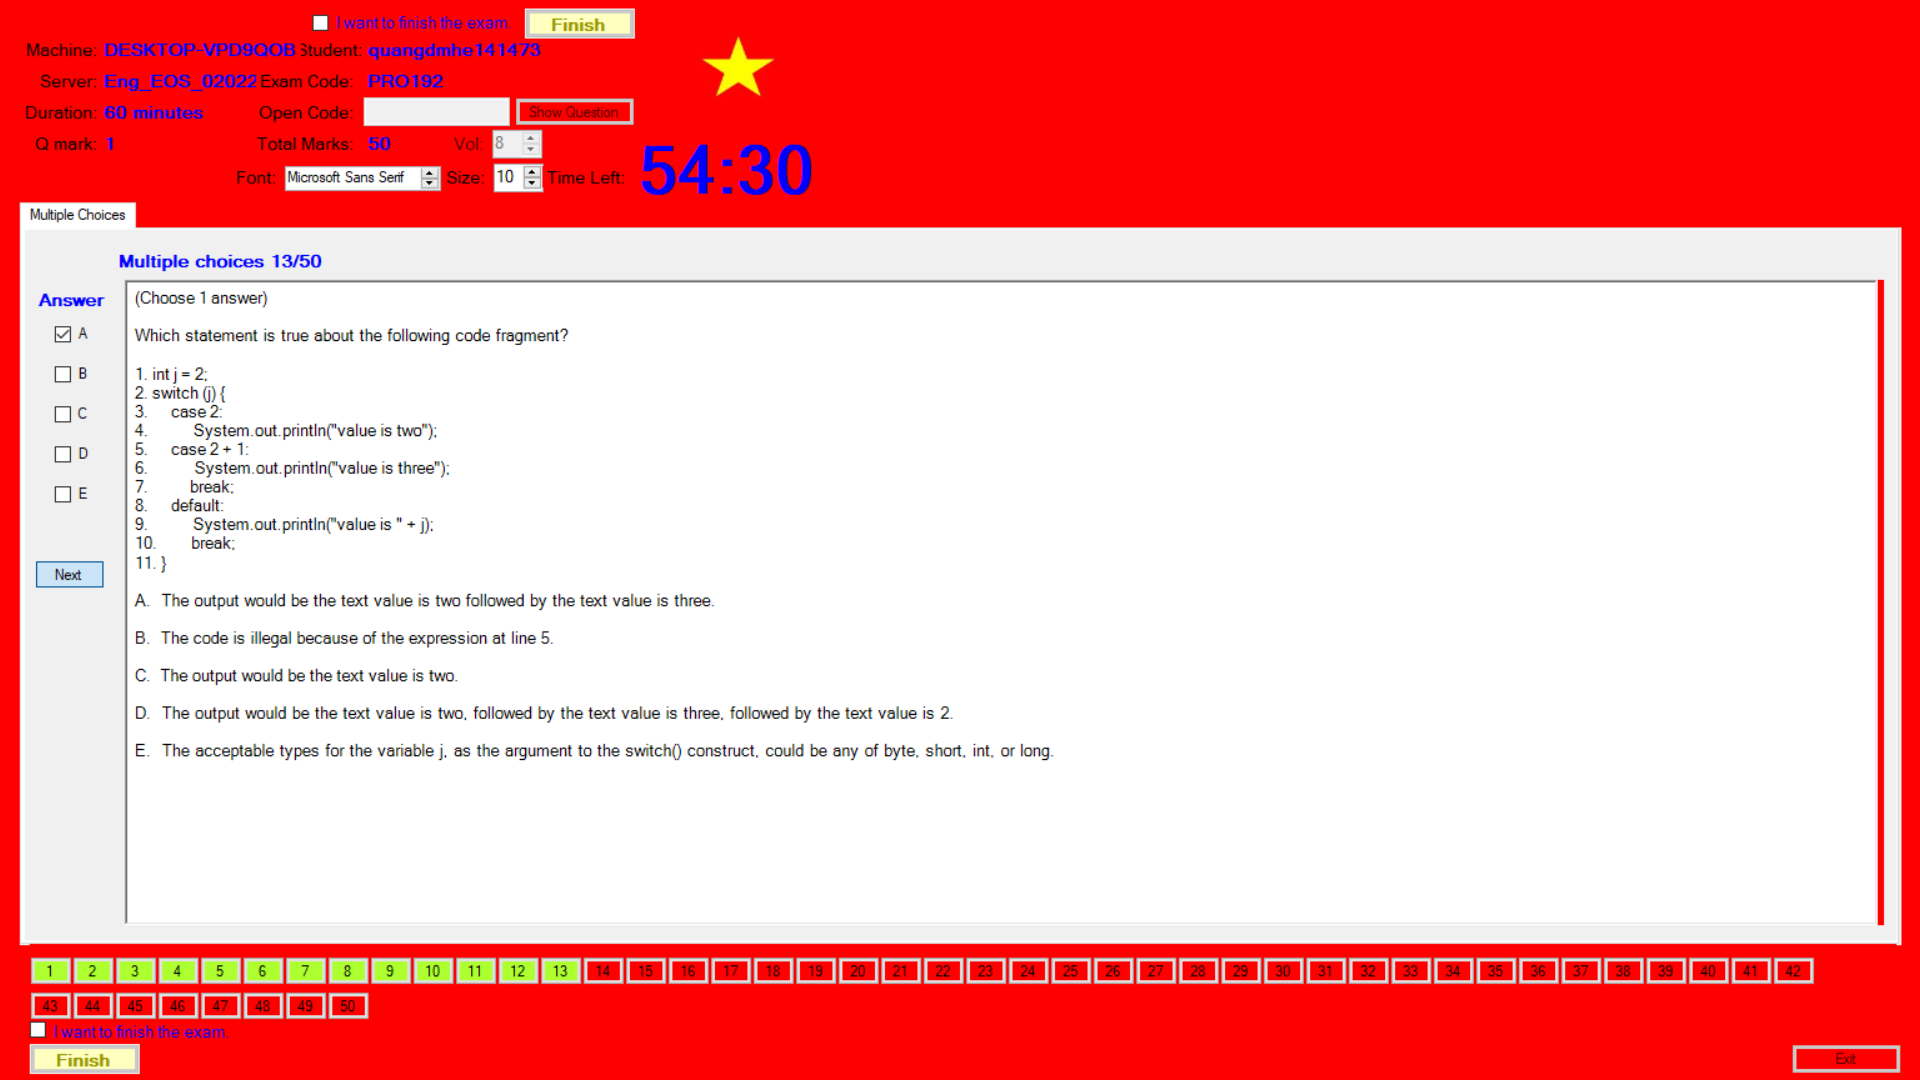 I want to finish the exam. Finish
Machine: DESKTOP-VPD9QOB Student: quangdmhe141473
Server: Eng_EOS_02022 Exam Code: PRO192
Duration: 60 minutes Open Code: Show Question
Q mark: 1 Total Marks: 50 Vol: 8
Font: Microsoft Sans Serif Size: 10 Time Left: 54:30
Multiple Choices
Multiple choices 13/50
Answer
A
B
C
D
E
Next
(Choose 1 answer)
Which statement is true about the following code fragment?
1. int j = 2;
2. switch (j) {
3. case 2:
4. System.out.println("value is two");
5. case 2 + 1:
6. System.out.println("value is three");
7. break;
8. default:
9. System.out.println("value is " + j);
10. break;
11. }
A. The output would be the text value is two followed by the text value is three.
B. The code is illegal because of the expression at line 5.
C. The output would be the text value is two.
D. The output would be the text value is two, followed by the text value is three, followed by the text value is 2.
E. The acceptable types for the variable j, as the argument to the switch() construct, could be any of byte, short, int, or long.
1 2 3 4 5 6 7 8 9 10 11 12 13 14 15 16 17 18 19 20 21 22 23 24 25 26 27 28 29 30 31 32 33 34 35 36 37 38 39 40 41 42
43 44 45 46 47 48 49 50
I want to finish the exam.
Finish
Exit